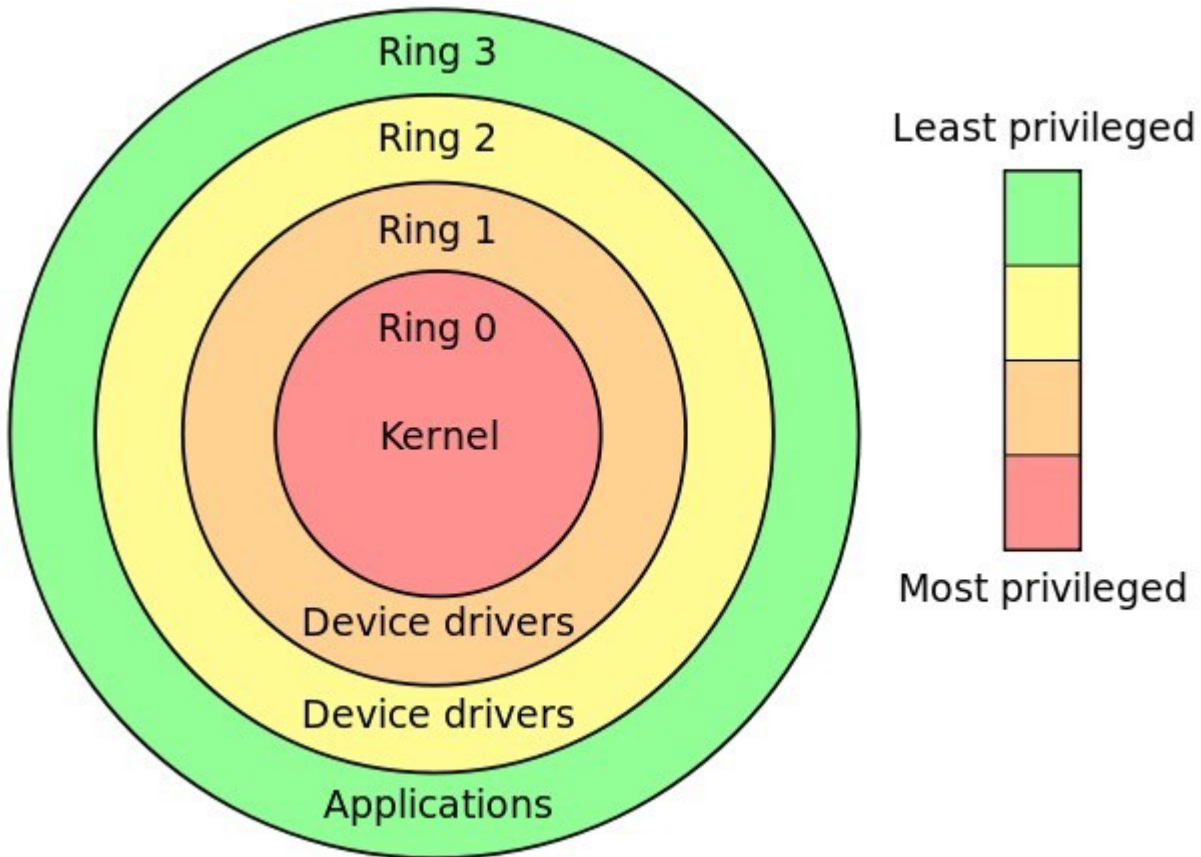 Ring 3
Ring 2
Ring 1
Ring 0
Kernel
Device drivers
Device drivers
Applications
Least privileged
Most privileged